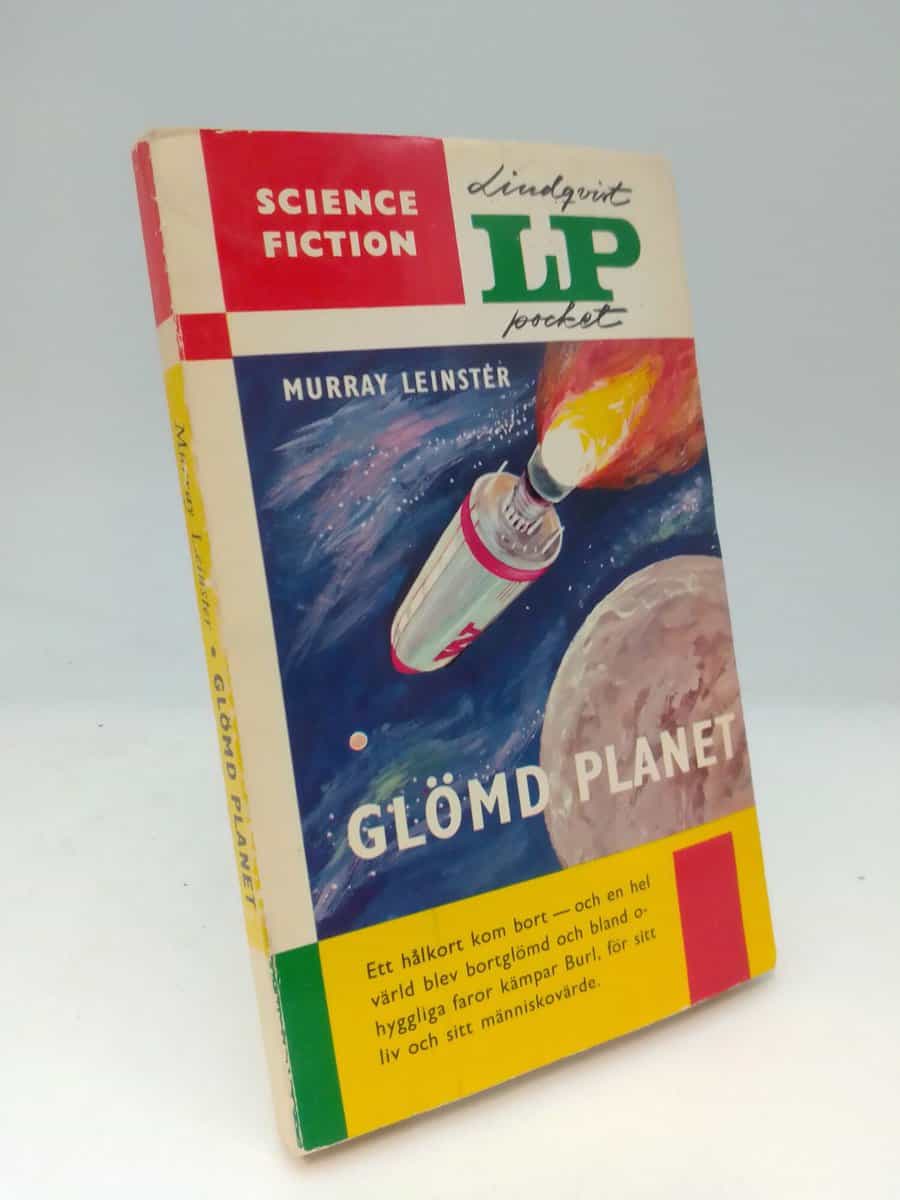 SCIENCE
FICTION
Lindqvist
LP
pocket
MURRAY LEINSTER
GLÖMD PLANET
Ett hålkort kom bort — och en hel
värld blev bortglömd och bland o-
hyggliga faror kämpar Burl, för sitt
liv och sitt människovärde.
Murray Leinster • GLÖMD PLANET